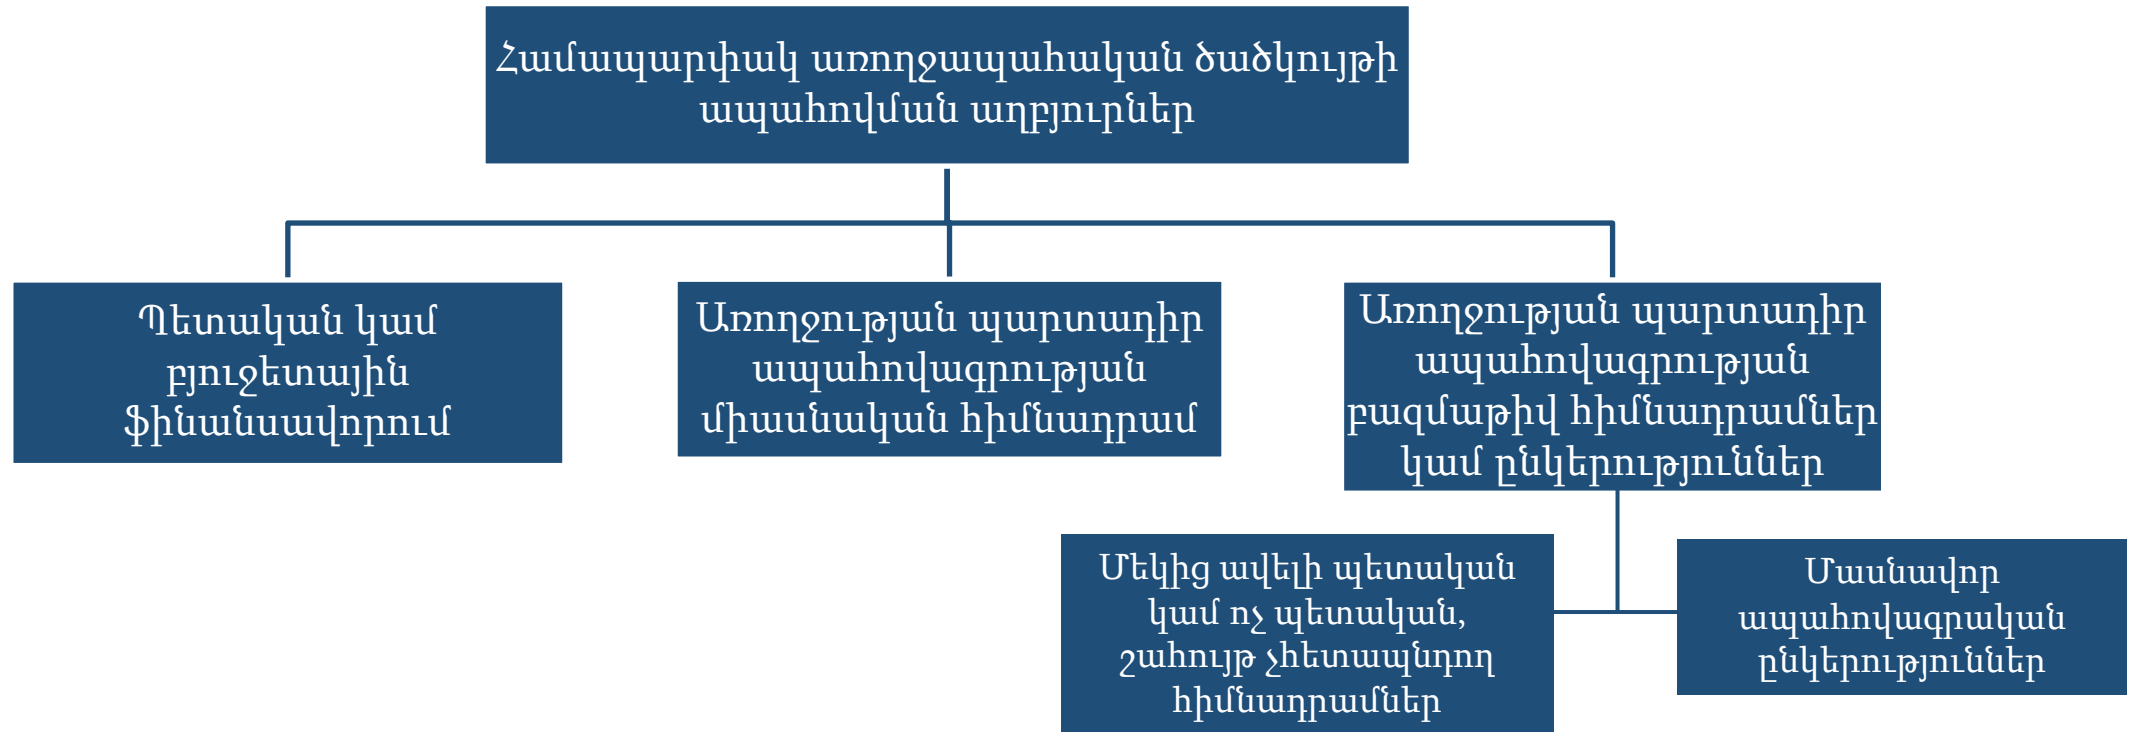 Համապարփակ առողջապահական ծածկույթի
ապահովման աղբյուրներ
Պետական կամ
բյուջետային
ֆինանսավորում
Առողջության պարտադիր
ապահովագրության
միասնական հիմնադրամ
Առողջության պարտադիր
ապահովագրության
բազմաթիվ հիմնադրամներ
կամ ընկերություններ
Մեկից ավելի պետական
կամ ոչ պետական,
շահույթ չհետապնդող
հիմնադրամներ
Մասնավոր
ապահովագրական
ընկերություններ